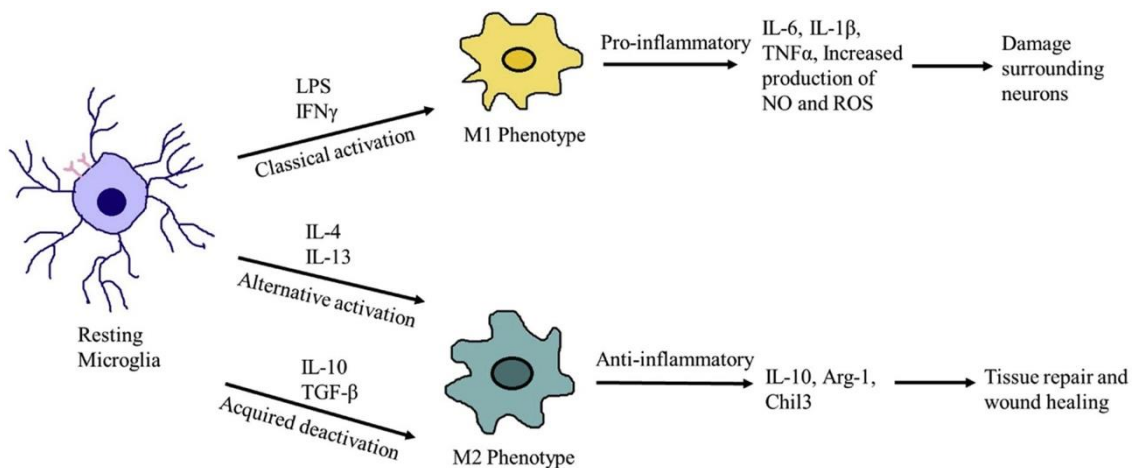 LPS
IFNγ
Classical activation
M1 Phenotype
Pro-inflammatory
IL-6, IL-1β,
TNFα, Increased
production of
NO and ROS
Damage
surrounding
neurons
Resting
Microglia
IL-4
IL-13
Alternative activation
IL-10
TGF-β
Acquired deactivation
M2 Phenotype
Anti-inflammatory
IL-10, Arg-1,
Chil3
Tissue repair and
wound healing